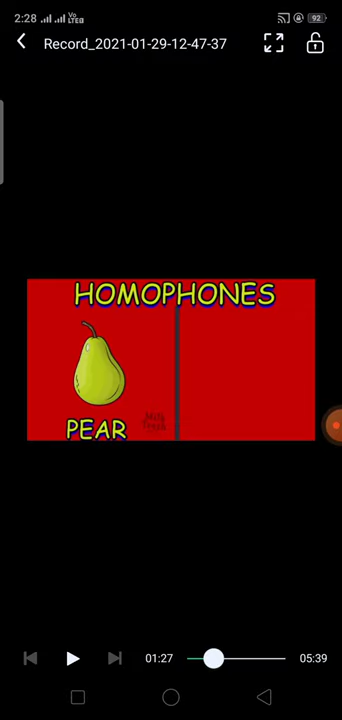 2:28 92
Record_2021-01-29-12-47-37
HOMOPHONES
PEAR
01:27 05:39